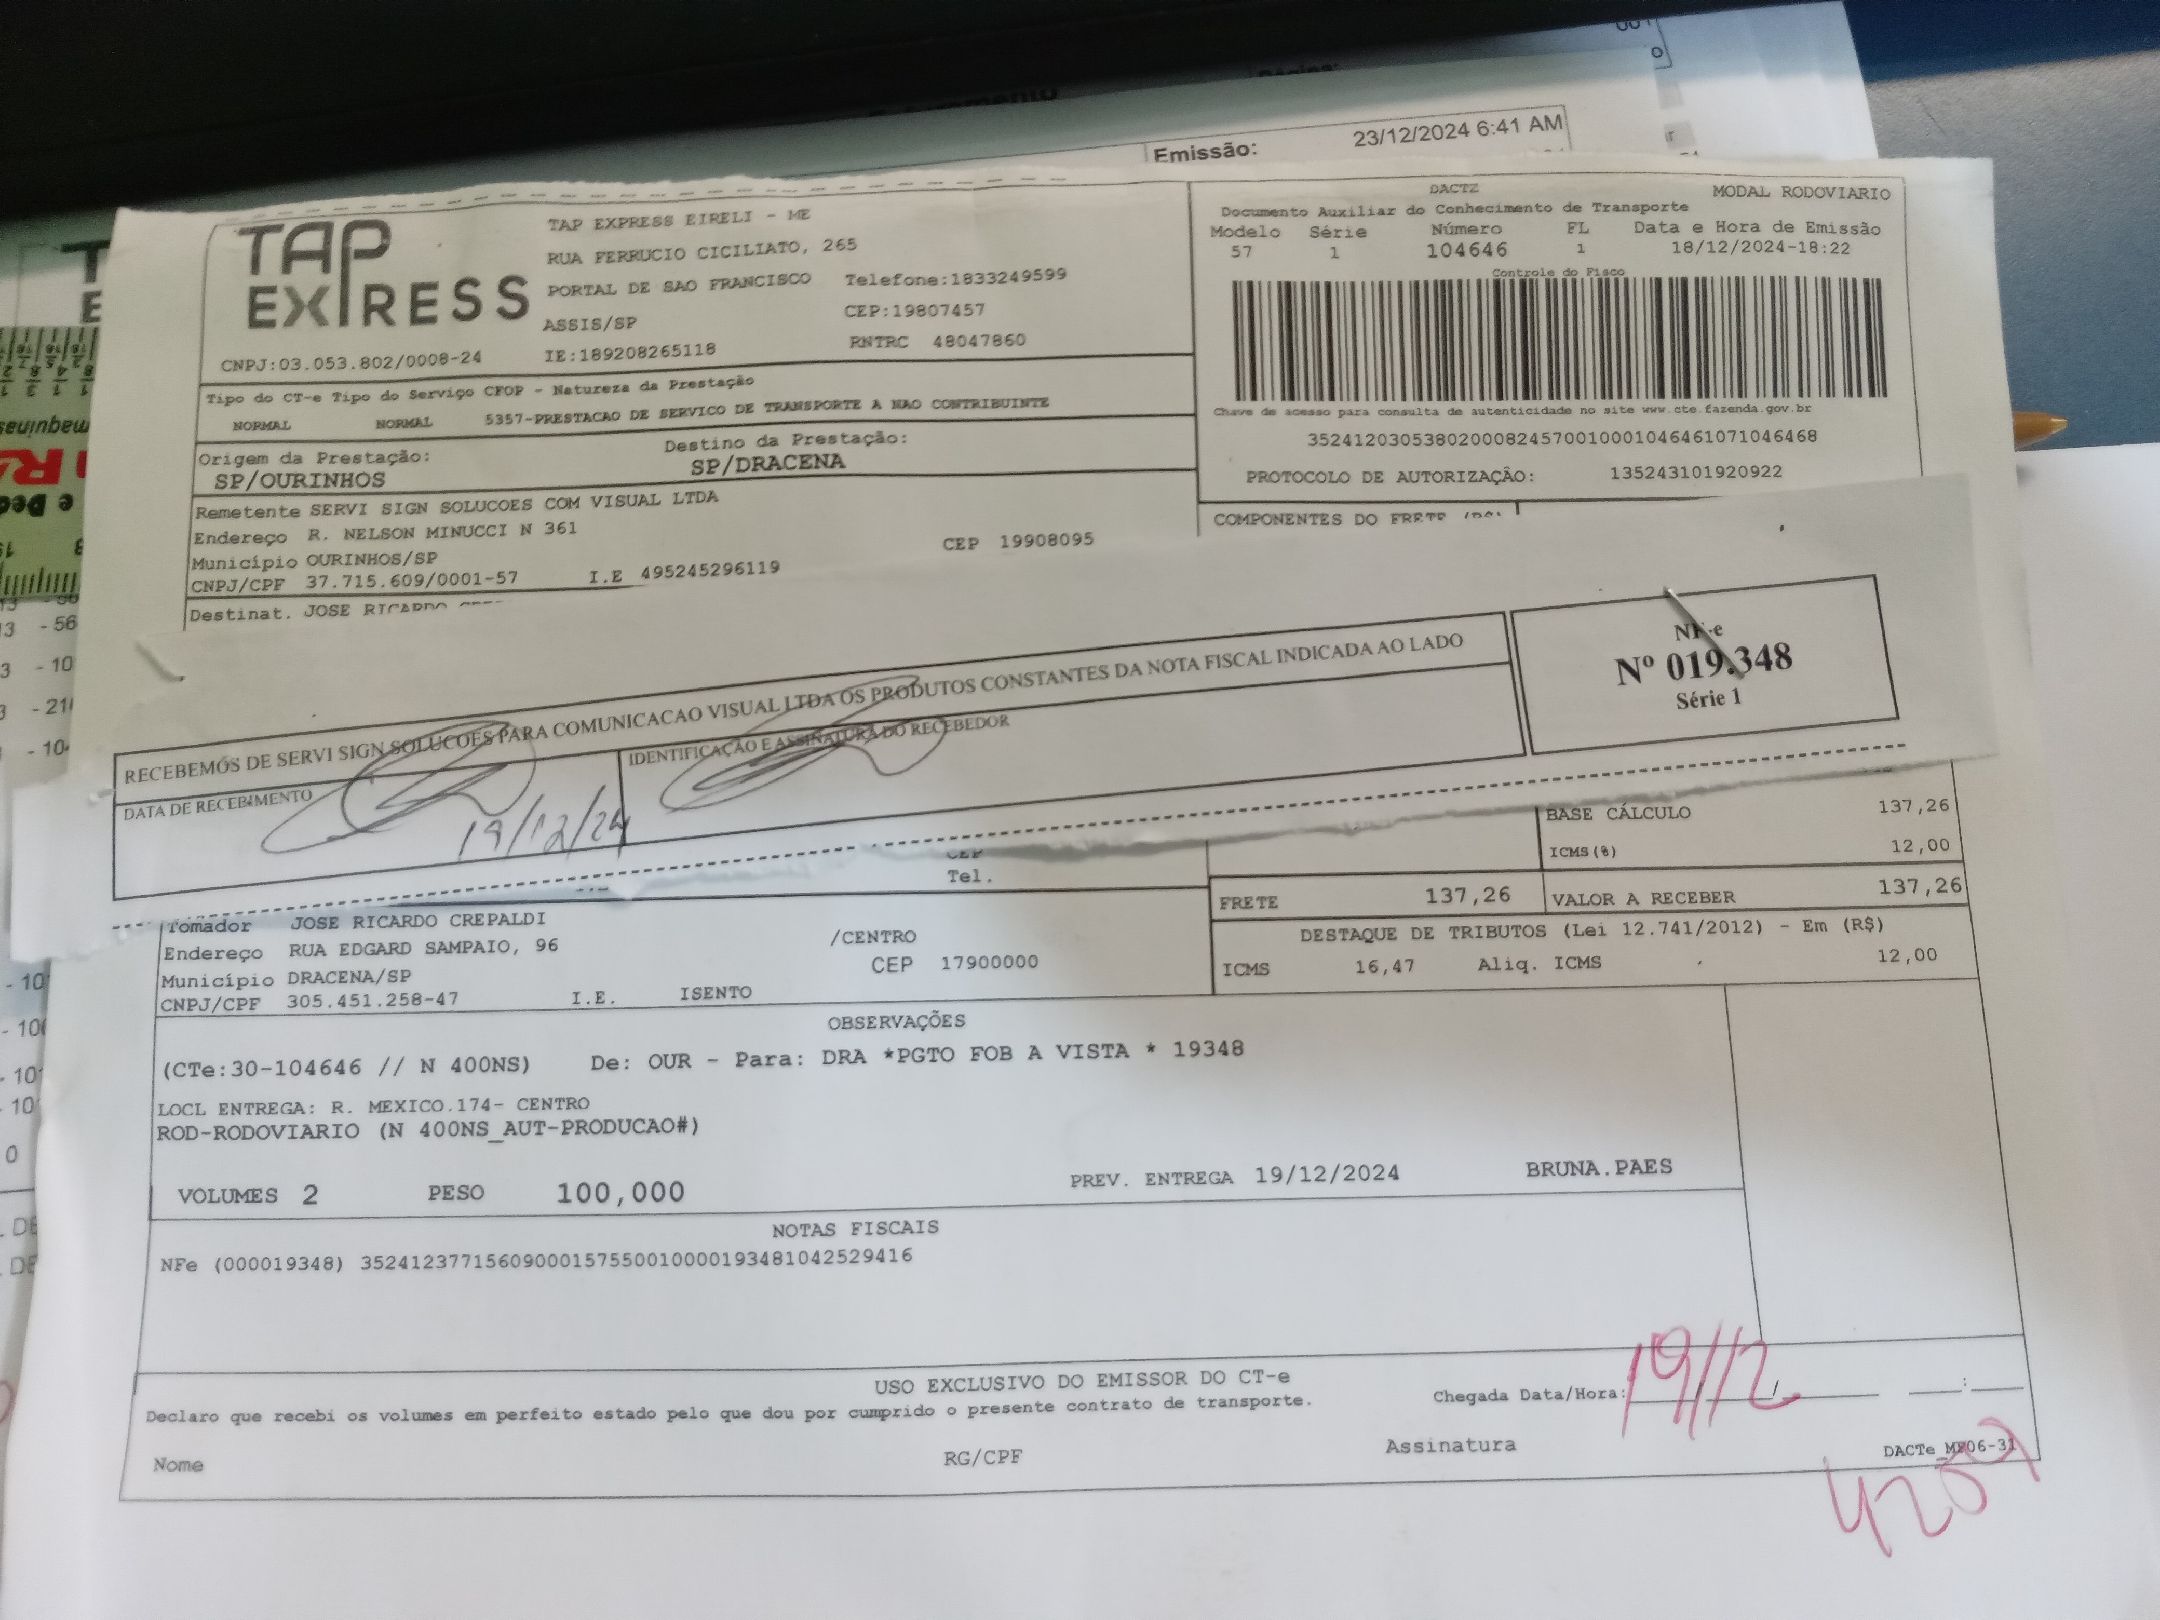 Emissão: 23/12/2024 6:41 AM
TAP EXPRESS
TAP EXPRESS EIRELI - ME
RUA FERRUCIO CICILIATO, 265
PORTAL DE SAO FRANCISCO Telefone:1833249599
ASSIS/SP CEP:19807457
CNPJ:03.053.802/0008-24 IE:189208265118 RNTRC 48047860
DACTE MODAL RODOVIARIO
Documento Auxiliar do Conhecimento de Transporte
Modelo Série Número FL Data e Hora de Emissão
57 1 104646 1 18/12/2024-18:22
Controle do Fisco
Chave de acesso para consulta de autenticidade no site www.cte.fazenda.gov.br
35241203053802000824570010001046461071046468
PROTOCOLO DE AUTORIZAÇÃO: 135243101920922
Tipo do CT-e Tipo do Serviço CFOP - Natureza da Prestação
NORMAL NORMAL 5357-PRESTACAO DE SERVICO DE TRANSPORTE A NAO CONTRIBUINTE
Origem da Prestação: Destino da Prestação:
SP/OURINHOS SP/DRACENA
Remetente SERVI SIGN SOLUCOES COM VISUAL LTDA
Endereço R. NELSON MINUCCI N 361
Município OURINHOS/SP CEP 19908095
CNPJ/CPF 37.715.609/0001-57 I.E 495245296119
Destinat. JOSE RICARDO
COMPONENTES DO FRETE
RECEBEMOS DE SERVI SIGN SOLUCOES PARA COMUNICACAO VISUAL LTDA OS PRODUTOS CONSTANTES DA NOTA FISCAL INDICADA AO LADO
DATA DE RECEBIMENTO IDENTIFICAÇÃO E ASSINATURA DO RECEBEDOR
19/12/24
NF-e
Nº 019.348
Série 1
CEP
Tel.
BASE CÁLCULO 137,26
ICMS(%) 12,00
FRETE 137,26 VALOR A RECEBER 137,26
DESTAQUE DE TRIBUTOS (Lei 12.741/2012) - Em (R$)
ICMS 16,47 Aliq. ICMS 12,00
Tomador JOSE RICARDO CREPALDI
Endereço RUA EDGARD SAMPAIO, 96 /CENTRO
Município DRACENA/SP CEP 17900000
CNPJ/CPF 305.451.258-47 I.E. ISENTO
OBSERVAÇÕES
(CTe:30-104646 // N 400NS) De: OUR - Para: DRA *PGTO FOB A VISTA * 19348
LOCL ENTREGA: R. MEXICO.174- CENTRO
ROD-RODOVIARIO (N 400NS_AUT-PRODUCAO#)
VOLUMES 2 PESO 100,000 PREV. ENTREGA 19/12/2024 BRUNA.PAES
NOTAS FISCAIS
NFe (000019348) 35241237715609000157550010000193481042529416
USO EXCLUSIVO DO EMISSOR DO CT-e
Declaro que recebi os volumes em perfeito estado pelo que dou por cumprido o presente contrato de transporte.
Chegada Data/Hora: 19/12
Nome RG/CPF Assinatura